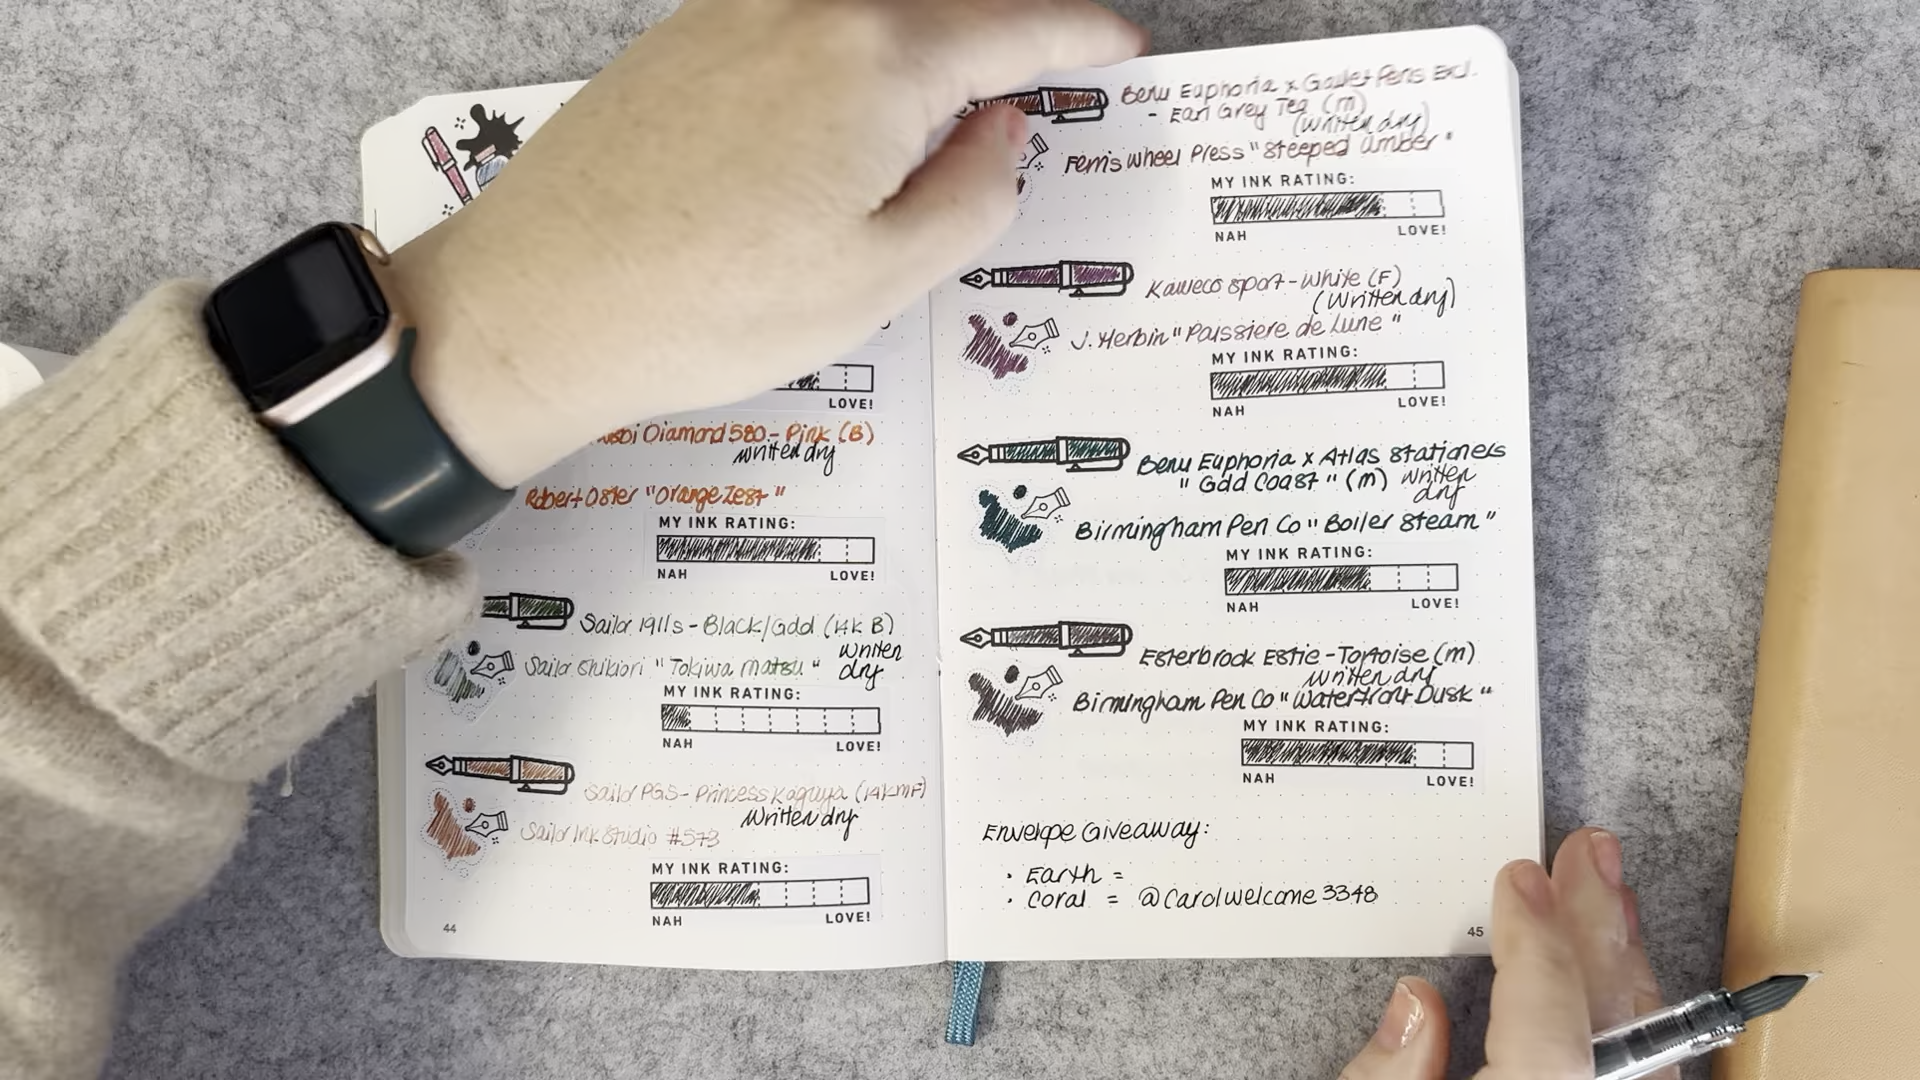 LOVE!
Diamond 580 - Pink (B)
written dry
Robert Oster "Orange Zest"
MY INK RATING:
NAH LOVE!
Sailor 1911s - Black/Gold (14k B)
written
Sailor Shikiori "Tokiwa matsu" dry
MY INK RATING:
NAH LOVE!
Sailor PGS - Princess Kaguya (14k MF)
Written dry
Sailor Ink Studio #573
MY INK RATING:
NAH LOVE!
44
Benu Euphoria x Goulet Pens Excl.
- Earl Grey Tea (m)
(written dry)
Ferris Wheel Press "Steeped Umber"
MY INK RATING:
NAH LOVE!
Kaweco Sport - White (F)
(Written dry)
J. Herbin "Poussiere de Lune"
MY INK RATING:
NAH LOVE!
Benu Euphoria x Atlas Stationers
"Gold Coast" (m) written
dry
Birmingham Pen Co "Boiler Steam"
MY INK RATING:
NAH LOVE!
Esterbrook Estie - Tortoise (m)
written dry
Birmingham Pen Co "Waterfront Dusk"
MY INK RATING:
NAH LOVE!
Envelope Giveaway:
• Earth =
• Coral = @Carolwelcome3348
45